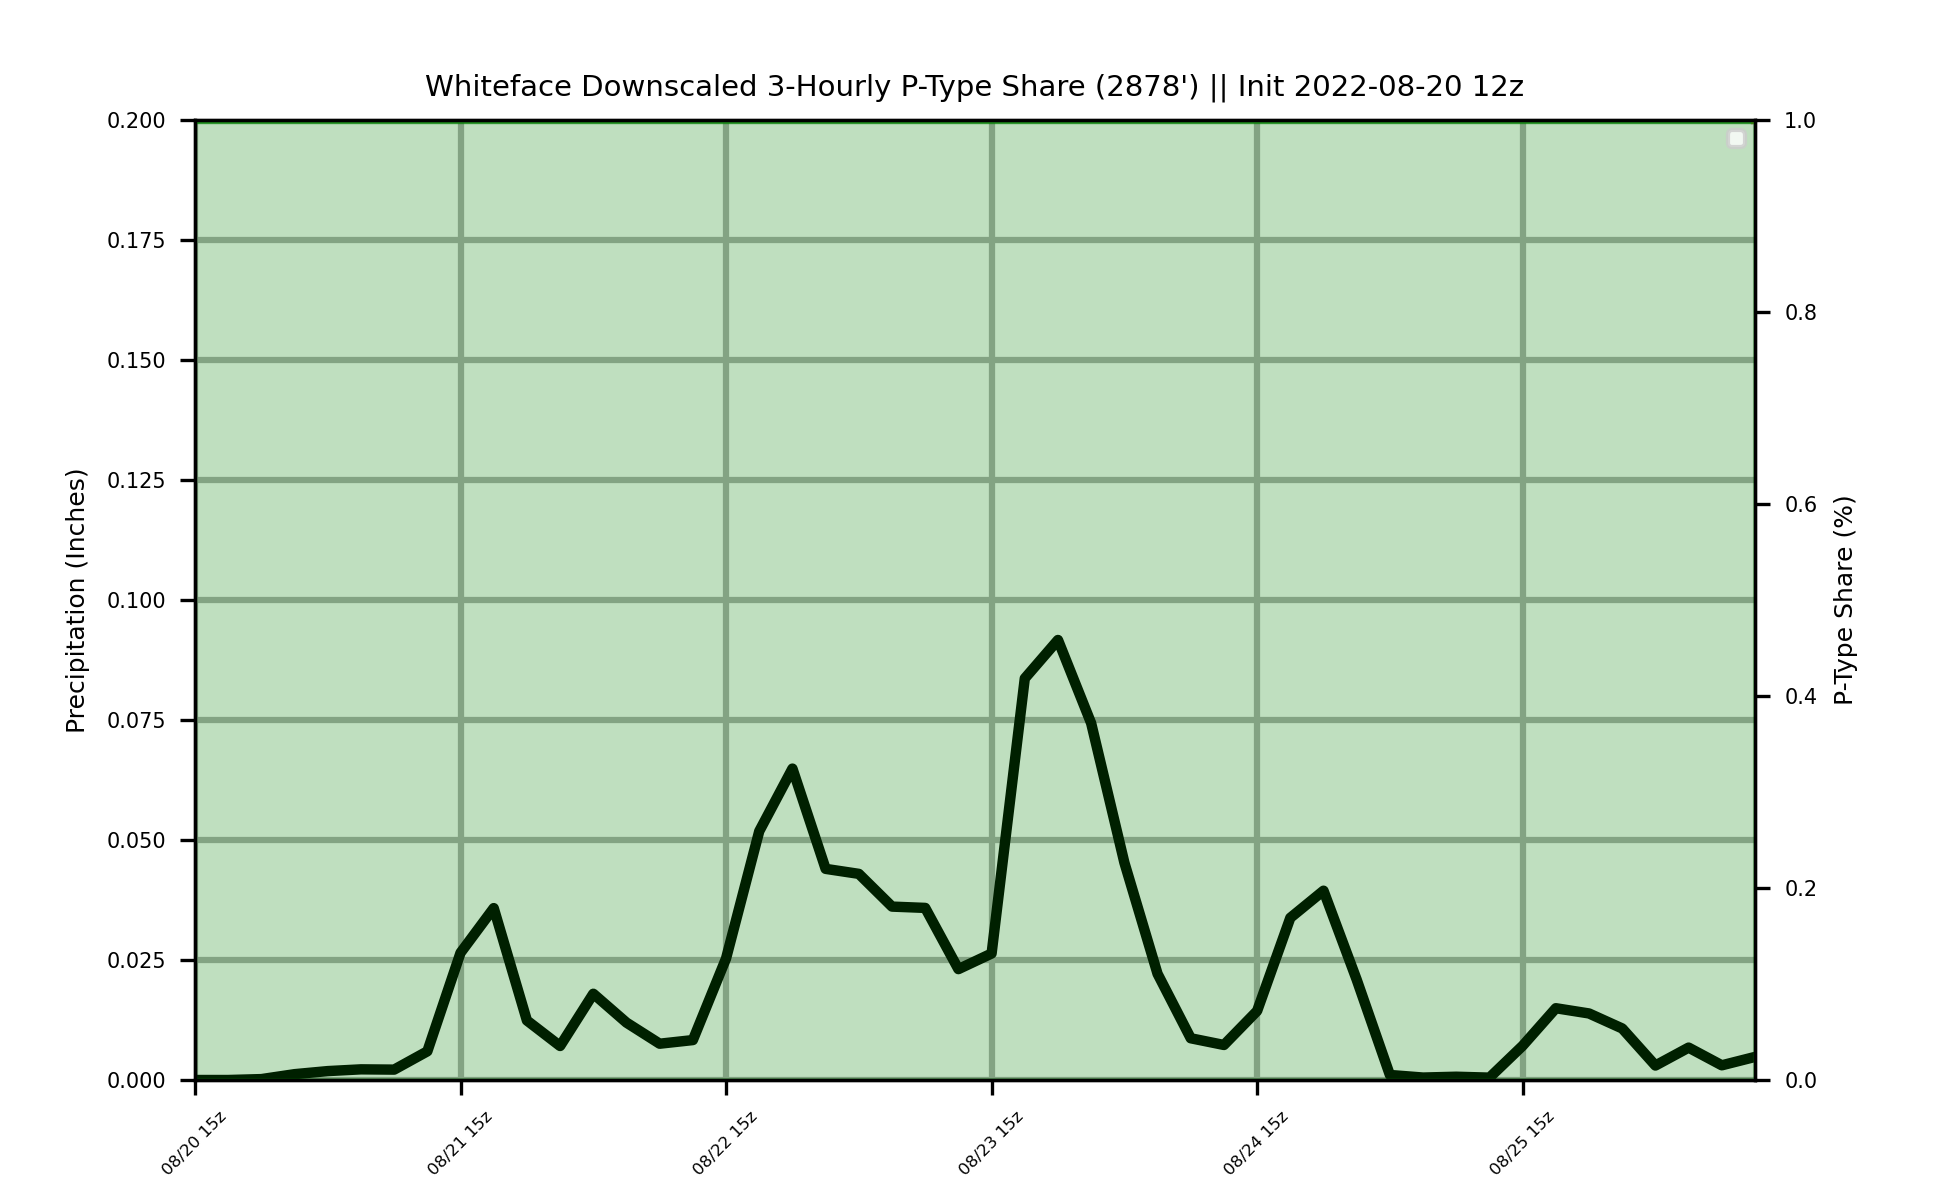 Whiteface Downscaled 3-Hourly P-Type Share (2878') || Init 2022-08-20 12z
0.200
0.175
0.150
0.125
0.100
0.075
0.050
0.025
0.000
Precipitation (Inches)
1.0
0.8
0.6
0.4
0.2
0.0
P-Type Share (%)
08/20 15z
08/21 15z
08/22 15z
08/23 15z
08/24 15z
08/25 15z